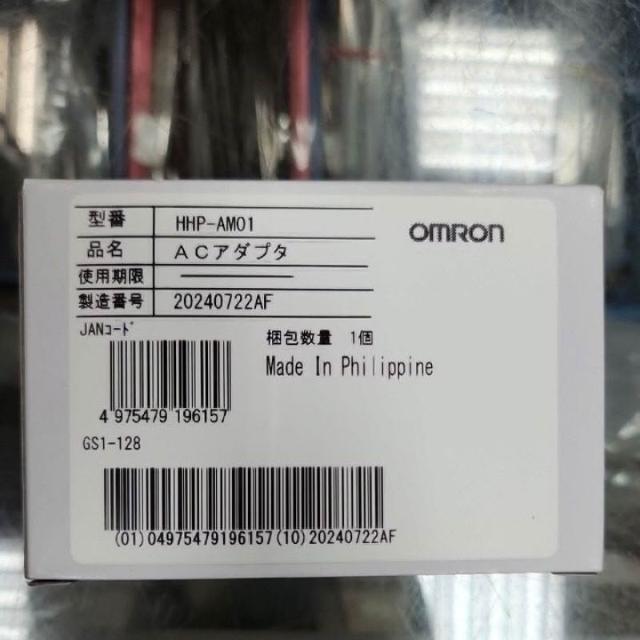 型番 HHP-AM01
OMRON
品名 ACアダプタ
使用期限 ―――
製造番号 20240722AF
JANコード
梱包数量 1個
Made In Philippine
4 975479 196157
GS1-128
(01)04975479196157(10)20240722AF